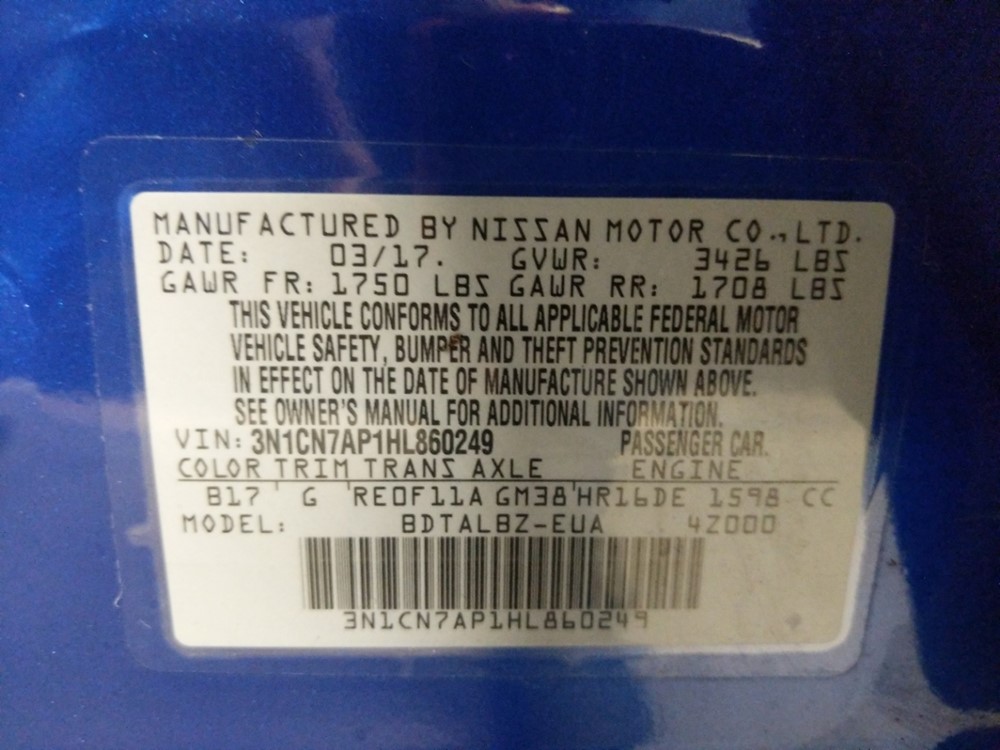 MANUFACTURED BY NISSAN MOTOR CO., LTD.
DATE: 03/17. GVWR: 3426 LBS
GAWR FR: 1750 LBS GAWR RR: 1708 LBS
THIS VEHICLE CONFORMS TO ALL APPLICABLE FEDERAL MOTOR
VEHICLE SAFETY, BUMPER AND THEFT PREVENTION STANDARDS
IN EFFECT ON THE DATE OF MANUFACTURE SHOWN ABOVE.
SEE OWNER'S MANUAL FOR ADDITIONAL INFORMATION.
VIN: 3N1CN7AP1HL860249 PASSENGER CAR.
COLOR TRIM TRANS AXLE ENGINE
B17 G RE0F11A GM38 HR16DE 1598 CC
MODEL: BDTALBZ-EUA 4Z000
3N1CN7AP1HL860249